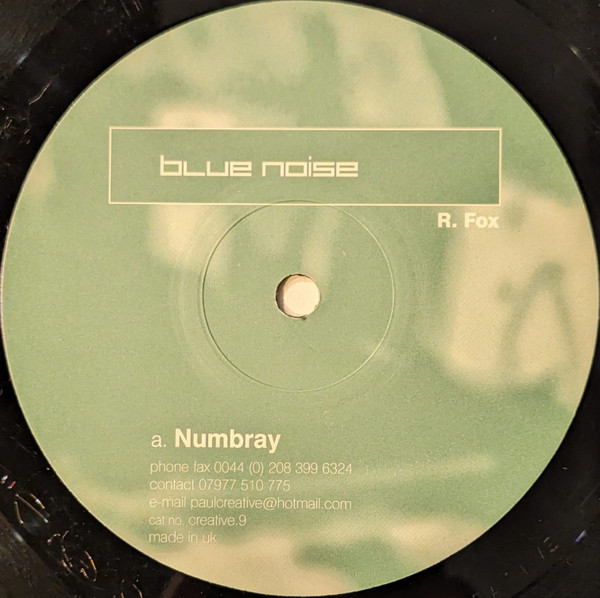 blue noise
R. Fox
a. Numbray
phone fax 0044 (0) 208 399 6324
contact 07977 510 775
e-mail paulcreative@hotmail.com
cat no. creative.9
made in uk